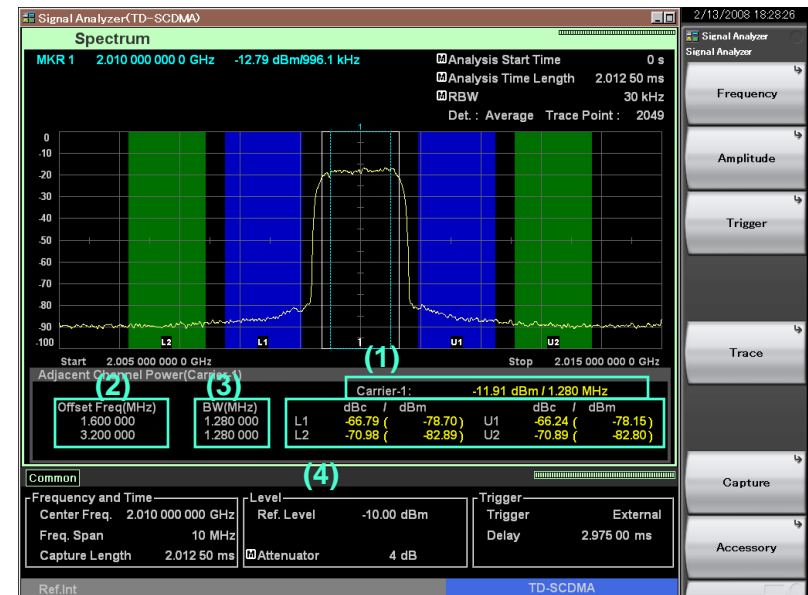 Signal Analyzer(TD-SCDMA)
2/13/2008 18:28:26
Spectrum
Signal Analyzer
Signal Analyzer
MKR 1 2.010 000 000 0 GHz -12.79 dBm/996.1 kHz
Analysis Start Time 0 s
Analysis Time Length 2.012 50 ms
RBW 30 kHz
Det. : Average Trace Point : 2049
Frequency
Amplitude
Trigger
Trace
Capture
Accessory
1
0
-10
-20
-30
-40
-50
-60
-70
-80
-90
-100
L2 L1 1 U1 U2
Start 2.005 000 000 0 GHz Stop 2.015 000 000 0 GHz
(1)
Adjacent Channel Power(Carrier-1)
(2) (3)
Carrier-1: -11.91 dBm / 1.280 MHz
Offset Freq(MHz) BW(MHz) dBc / dBm dBc / dBm
1.600 000 1.280 000 L1 -66.79 ( -78.70 ) U1 -66.24 ( -78.15 )
3.200 000 1.280 000 L2 -70.98 ( -82.89 ) U2 -70.89 ( -82.80 )
(4)
Common
Frequency and Time
Center Freq. 2.010 000 000 GHz
Freq. Span 10 MHz
Capture Length 2.012 50 ms
Level
Ref. Level -10.00 dBm
Attenuator 4 dB
Trigger
Trigger External
Delay 2.975 00 ms
Ref.Int TD-SCDMA